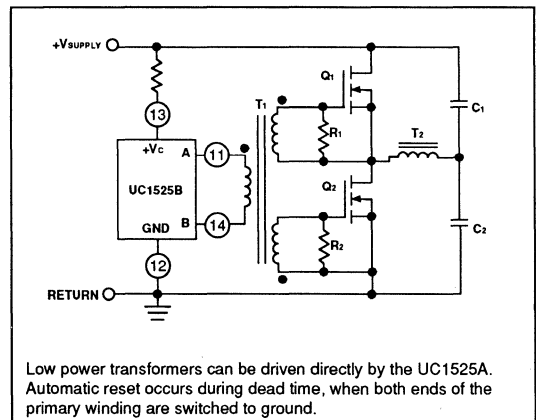 +VSUPPLY
Q1
C1
T1
13
R1
T2
+VC
A
11
UC1525B
Q2
B
14
GND
R2
C2
12
RETURN
Low power transformers can be driven directly by the UC1525A.
Automatic reset occurs during dead time, when both ends of the
primary winding are switched to ground.